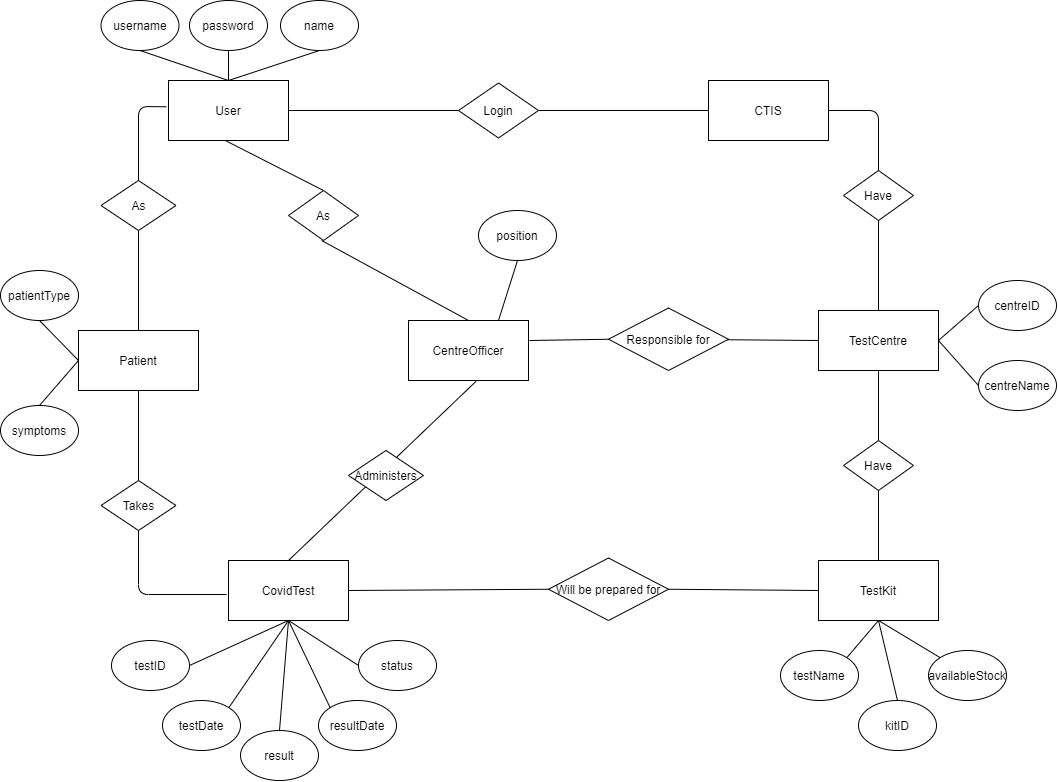 username
password
name
User
Login
CTIS
As
As
Have
position
patientType
centreID
Patient
CentreOfficer
Responsible for
TestCentre
centreName
symptoms
Administers
Have
Takes
CovidTest
Will be prepared for
TestKit
testID
status
testName
availableStock
testDate
resultDate
kitID
result